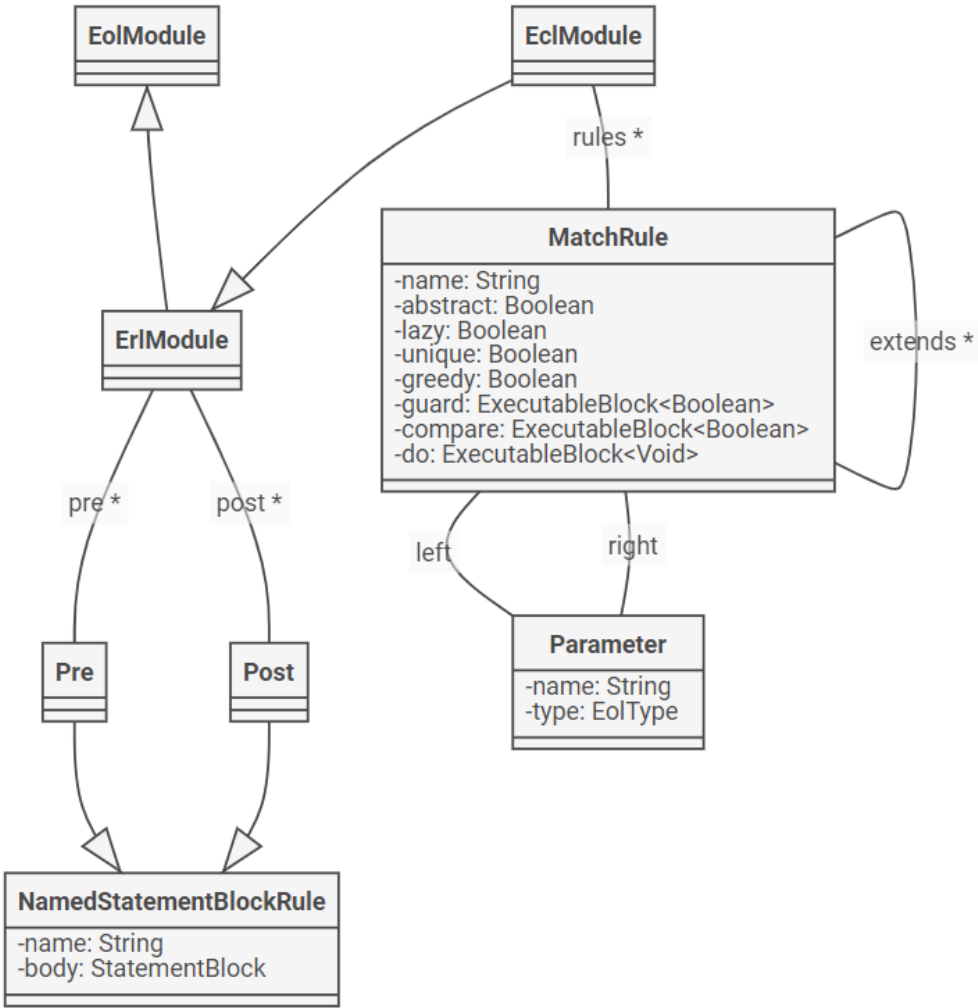 EolModule
EclModule
rules *
MatchRule
-name: String
-abstract: Boolean
-lazy: Boolean
-unique: Boolean
-greedy: Boolean
-guard: ExecutableBlock<Boolean>
-compare: ExecutableBlock<Boolean>
-do: ExecutableBlock<Void>
extends *
ErlModule
pre *
post *
left
right
Pre
Post
Parameter
-name: String
-type: EolType
NamedStatementBlockRule
-name: String
-body: StatementBlock